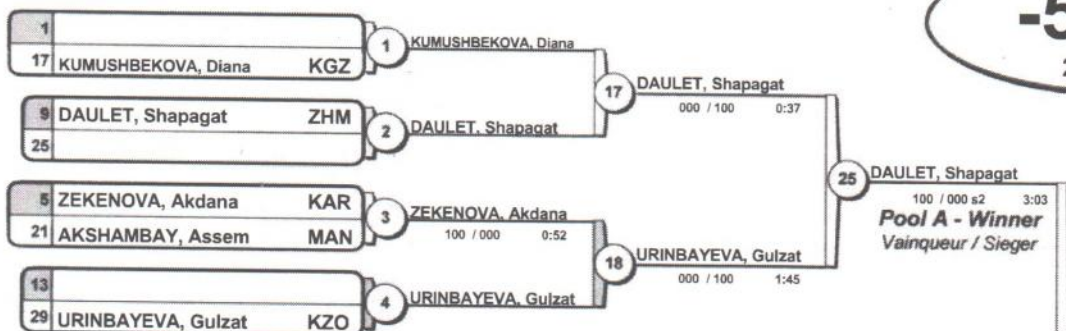 1
17 KUMUSHBEKOVA, Diana KGZ
1 KUMUSHBEKOVA, Diana
9 DAULET, Shapagat ZHM
25
2 DAULET, Shapagat
17 DAULET, Shapagat
000 / 100 0:37
5 ZEKENOVA, Akdana KAR
21 AKSHAMBAY, Assem MAN
3 ZEKENOVA, Akdana
100 / 000 0:52
13
29 URINBAYEVA, Gulzat KZO
4 URINBAYEVA, Gulzat
18 URINBAYEVA, Gulzat
000 / 100 1:45
25 DAULET, Shapagat
100 / 000 s2 3:03
Pool A - Winner
Vainqueur / Sieger